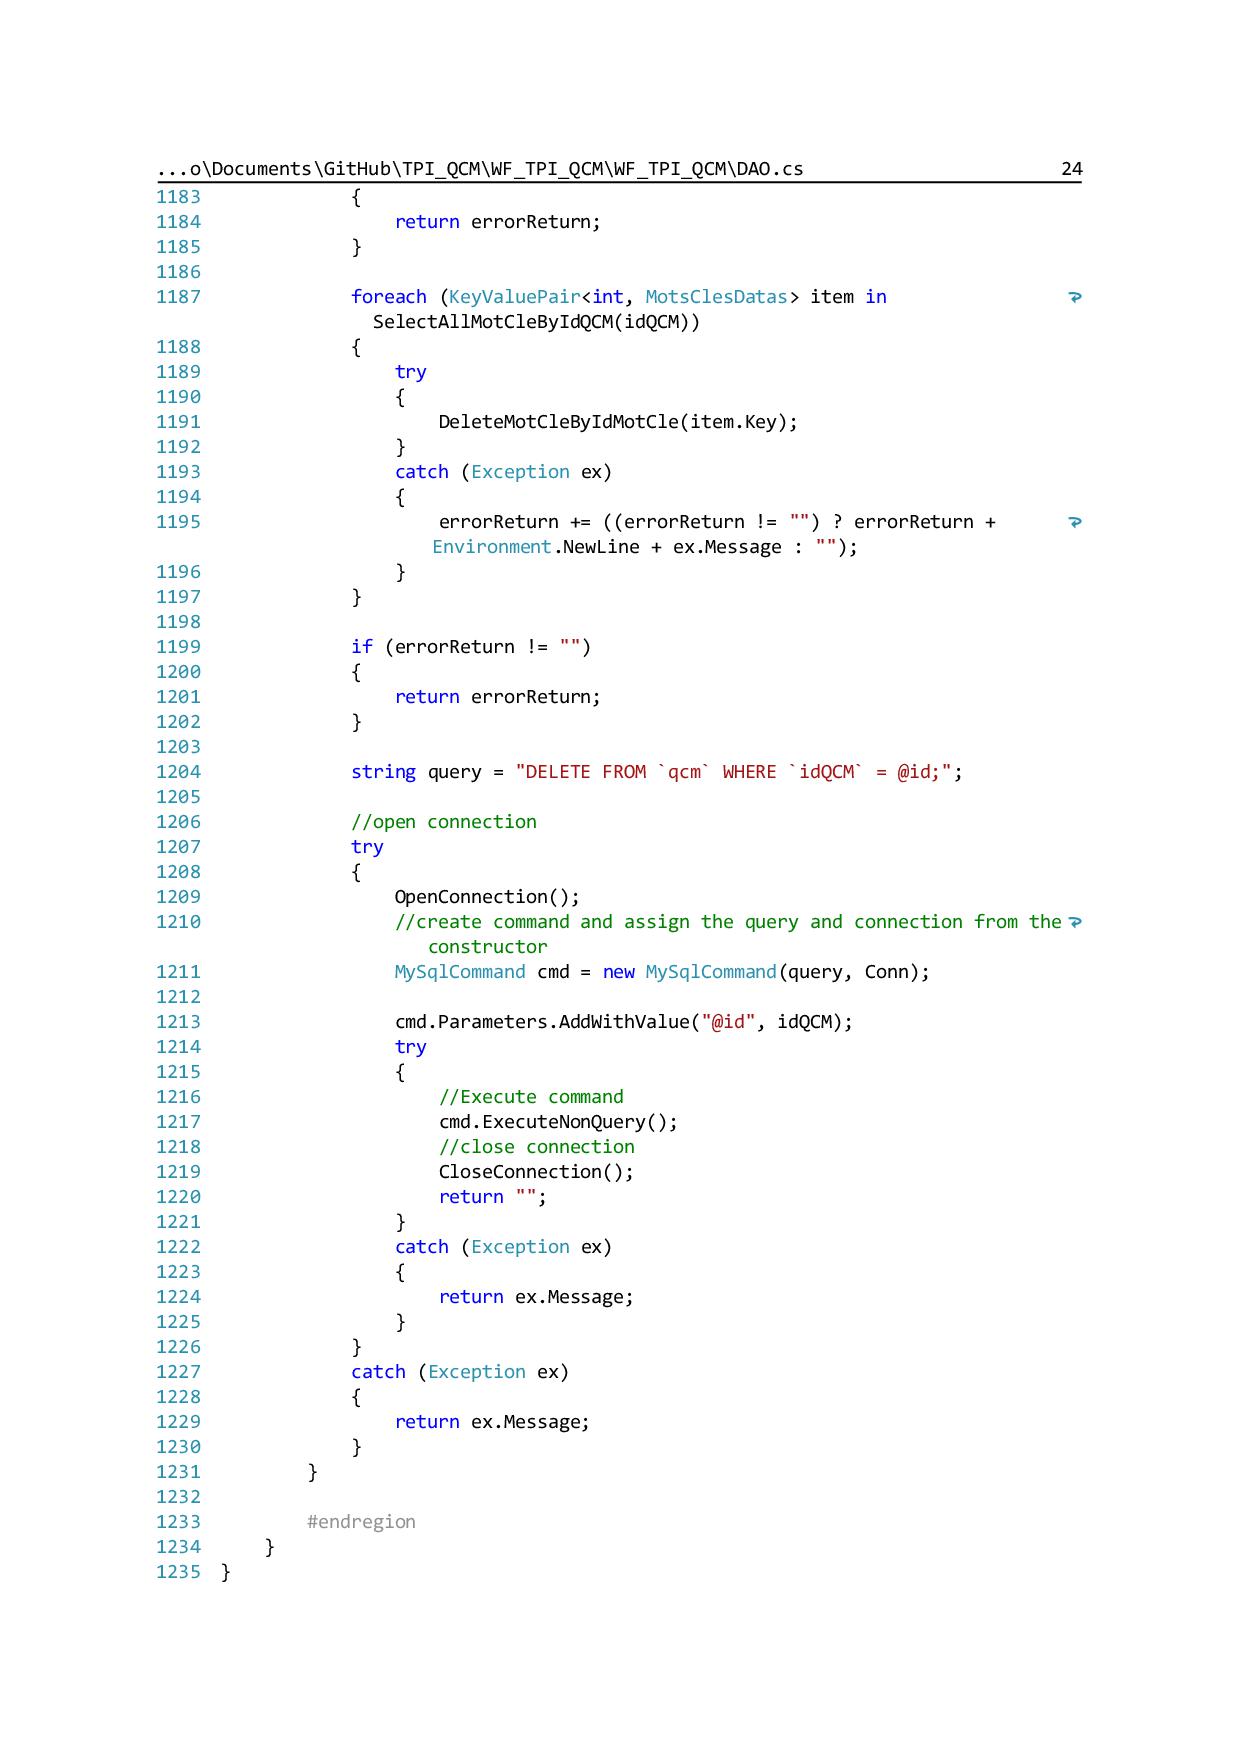 ...o\Documents\GitHub\TPI_QCM\WF_TPI_QCM\WF_TPI_QCM\DAO.cs 24
1183 {
1184 return errorReturn;
1185 }
1186
1187 foreach (KeyValuePair<int, MotsClesDatas> item in
SelectAllMotCleByIdQCM(idQCM))
1188 {
1189 try
1190 {
1191 DeleteMotCleByIdMotCle(item.Key);
1192 }
1193 catch (Exception ex)
1194 {
1195 errorReturn += ((errorReturn != "") ? errorReturn +
Environment.NewLine + ex.Message : "");
1196 }
1197 }
1198
1199 if (errorReturn != "")
1200 {
1201 return errorReturn;
1202 }
1203
1204 string query = "DELETE FROM `qcm` WHERE `idQCM` = @id;";
1205
1206 //open connection
1207 try
1208 {
1209 OpenConnection();
1210 //create command and assign the query and connection from the
constructor
1211 MySqlCommand cmd = new MySqlCommand(query, Conn);
1212
1213 cmd.Parameters.AddWithValue("@id", idQCM);
1214 try
1215 {
1216 //Execute command
1217 cmd.ExecuteNonQuery();
1218 //close connection
1219 CloseConnection();
1220 return "";
1221 }
1222 catch (Exception ex)
1223 {
1224 return ex.Message;
1225 }
1226 }
1227 catch (Exception ex)
1228 {
1229 return ex.Message;
1230 }
1231 }
1232
1233 #endregion
1234 }
1235 }